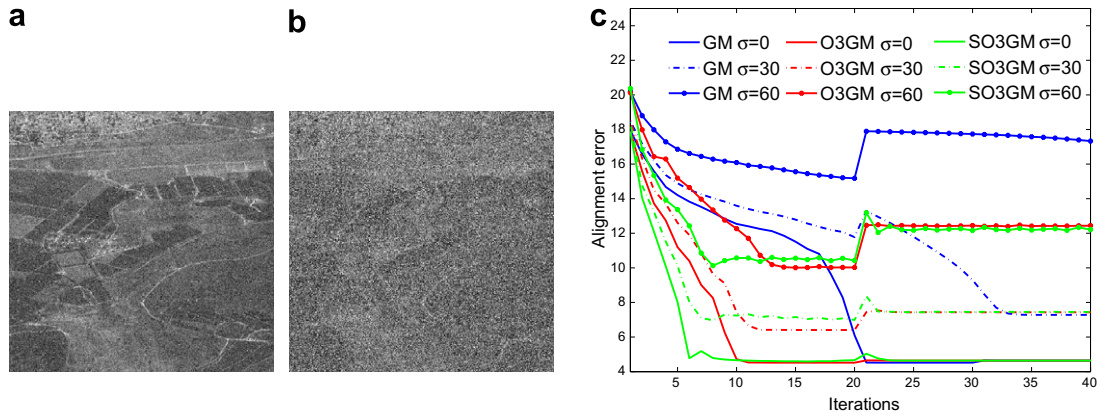 a
b
c
Alignment error
24
22
20
18
16
14
12
10
8
6
4
GM σ=0
O3GM σ=0
SO3GM σ=0
GM σ=30
O3GM σ=30
SO3GM σ=30
GM σ=60
O3GM σ=60
SO3GM σ=60
5 10 15 20 25 30 35 40
Iterations